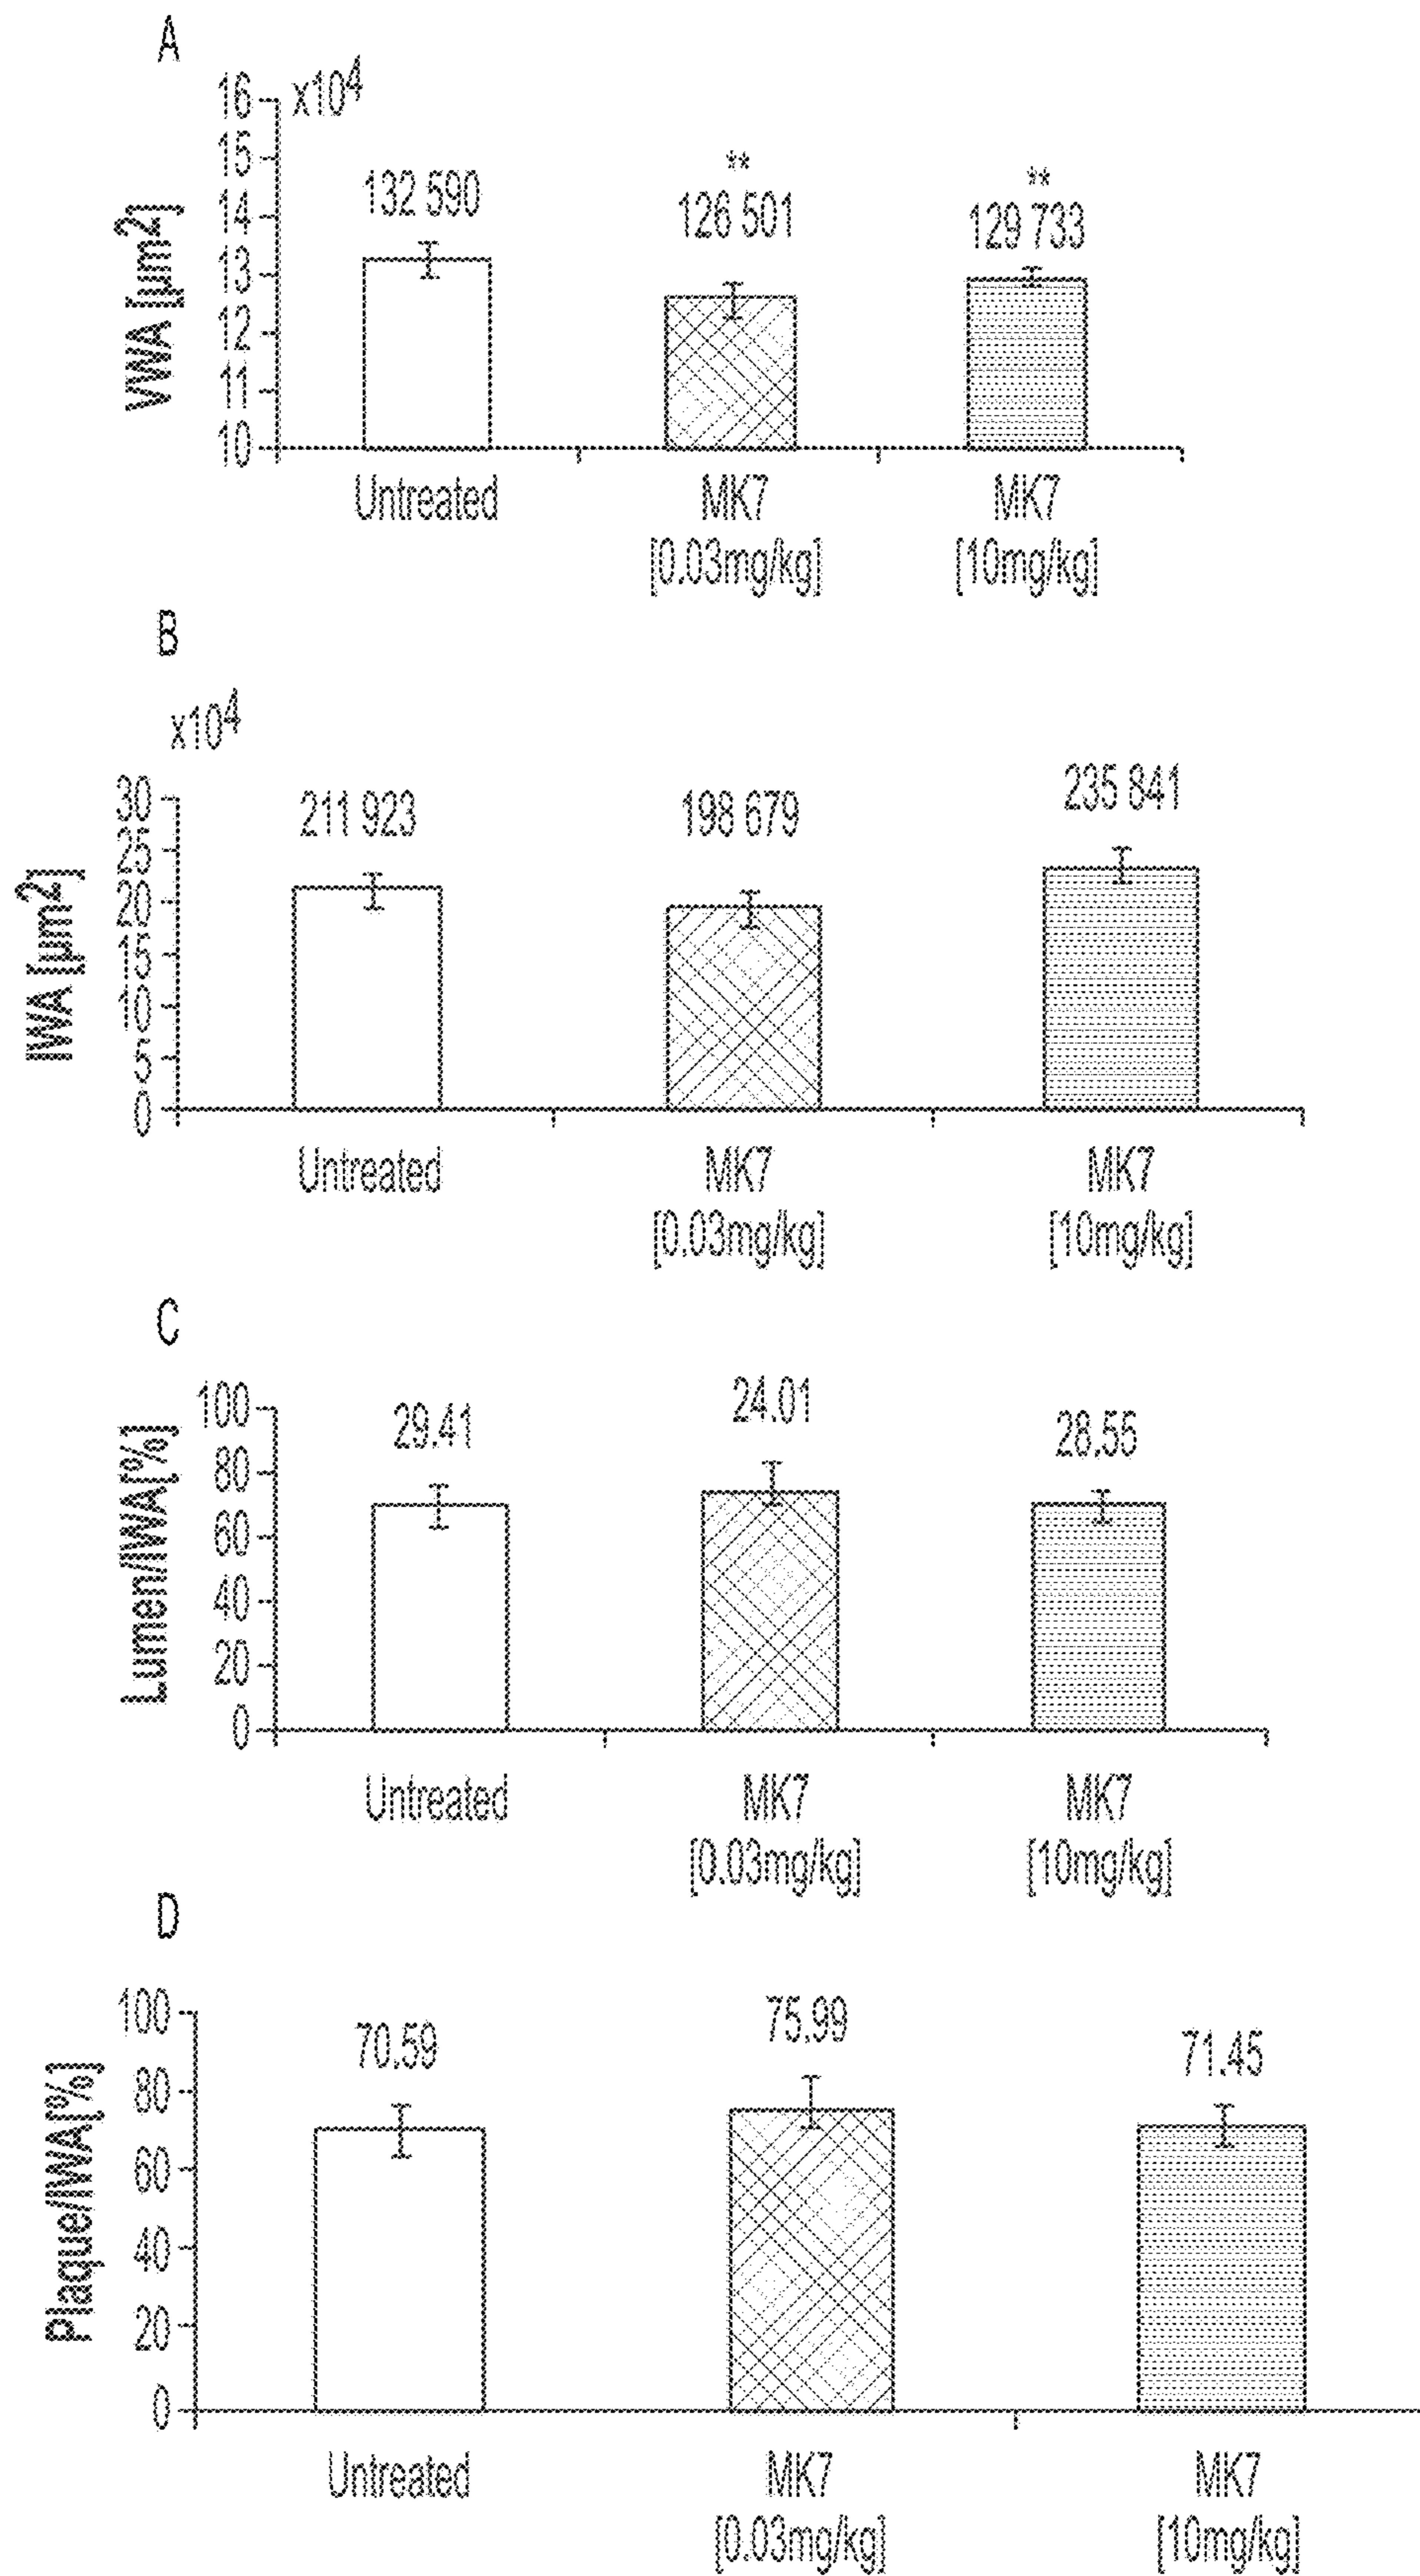 A
x10⁴
VWA [µm²]
16
15
14
13
12
11
10
132 590
**
126 501
**
129 733
Untreated
MK7
[0.03mg/kg]
MK7
[10mg/kg]
B
x10⁴
IWA [µm²]
30
25
20
15
10
5
0
211 923
198 679
235 841
Untreated
MK7
[0.03mg/kg]
MK7
[10mg/kg]
C
Lumen/IWA[%]
100
80
60
40
20
0
29.41
24.01
28.55
Untreated
MK7
[0.03mg/kg]
MK7
[10mg/kg]
D
Plaque/IWA[%]
100
80
60
40
20
0
70.59
75.99
71.45
Untreated
MK7
[0.03mg/kg]
MK7
[10mg/kg]